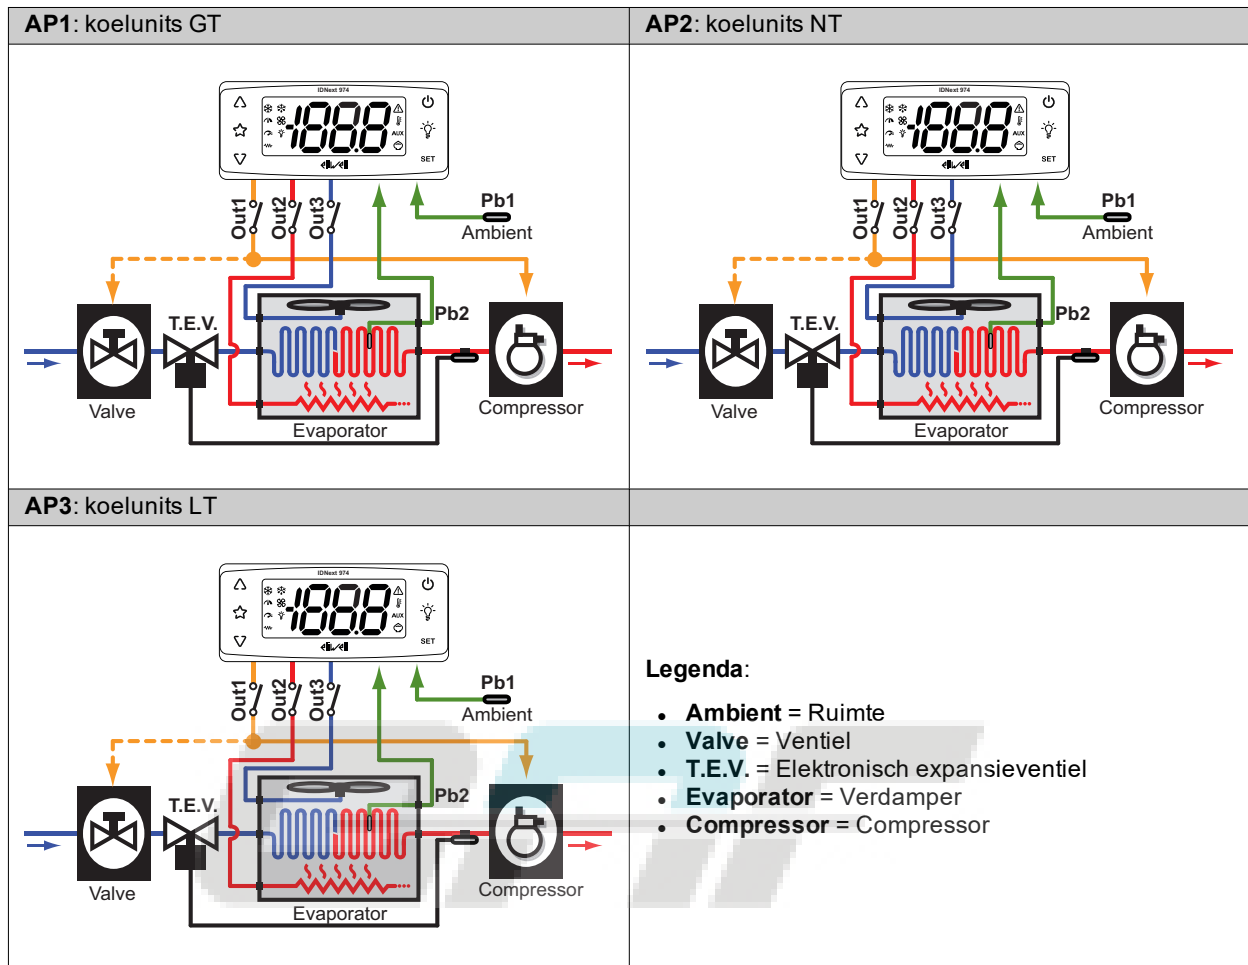 AP1: koelunits GT
AP2: koelunits NT
IDNext 974
188.8
AUX
eliwell
SET
Out1
Out2
Out3
Pb1
Ambient
T.E.V.
Pb2
Valve
Evaporator
Compressor
IDNext 974
188.8
AUX
eliwell
SET
Out1
Out2
Out3
Pb1
Ambient
T.E.V.
Pb2
Valve
Evaporator
Compressor
AP3: koelunits LT
IDNext 974
188.8
AUX
eliwell
SET
Out1
Out2
Out3
Pb1
Ambient
T.E.V.
Pb2
Valve
Evaporator
Compressor
Legenda:
• Ambient = Ruimte
• Valve = Ventiel
• T.E.V. = Elektronisch expansieventiel
• Evaporator = Verdamper
• Compressor = Compressor